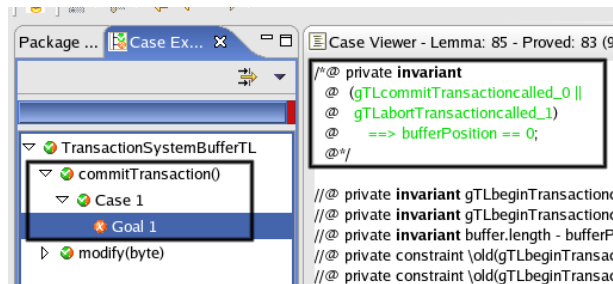 Package ...
Case Ex...
Case Viewer - Lemma: 85 - Proved: 83 (9
TransactionSystemBufferTL
commitTransaction()
Case 1
Goal 1
modify(byte)
/*@ private invariant
@ (gTLcommitTransactioncalled_0 ||
@ gTLabortTransactioncalled_1)
@ ==> bufferPosition == 0;
@*/
//@ private invariant gTLbeginTransaction
//@ private invariant gTLbeginTransaction
//@ private invariant buffer.length - bufferP
//@ private constraint \old(gTLbeginTransac
//@ private constraint \old(gTLbeginTransac